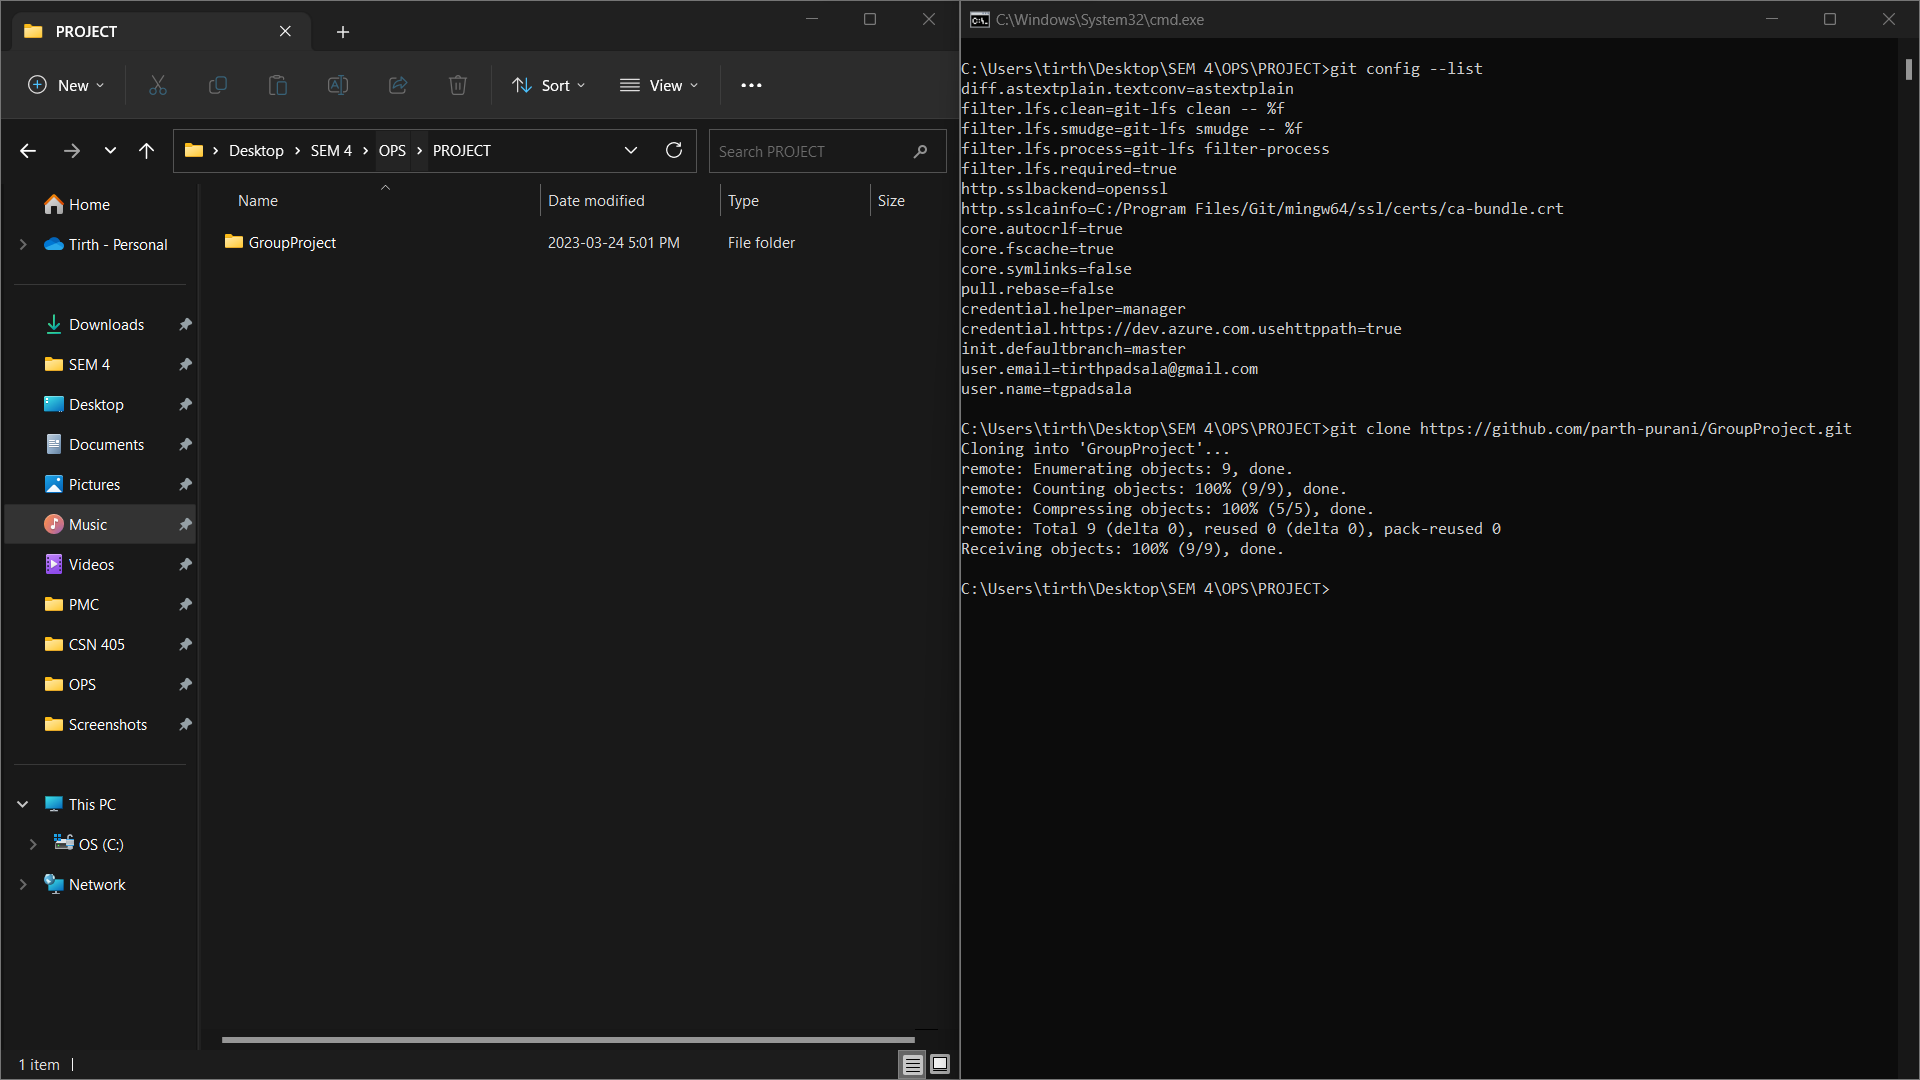 PROJECT
New
Sort
View
Desktop > SEM 4 > OPS > PROJECT
Search PROJECT
Name
Date modified
Type
Size
GroupProject
2023-03-24 5:01 PM
File folder
Home
Tirth - Personal
Downloads
SEM 4
Desktop
Documents
Pictures
Music
Videos
PMC
CSN 405
OPS
Screenshots
This PC
OS (C:)
Network
1 item
C:\Windows\System32\cmd.exe
C:\Users\tirth\Desktop\SEM 4\OPS\PROJECT>git config --list
diff.astextplain.textconv=astextplain
filter.lfs.clean=git-lfs clean -- %f
filter.lfs.smudge=git-lfs smudge -- %f
filter.lfs.process=git-lfs filter-process
filter.lfs.required=true
http.sslbackend=openssl
http.sslcainfo=C:/Program Files/Git/mingw64/ssl/certs/ca-bundle.crt
core.autocrlf=true
core.fscache=true
core.symlinks=false
pull.rebase=false
credential.helper=manager
credential.https://dev.azure.com.usehttppath=true
init.defaultbranch=master
user.email=tirthpadsala@gmail.com
user.name=tgpadsala
C:\Users\tirth\Desktop\SEM 4\OPS\PROJECT>git clone https://github.com/parth-purani/GroupProject.git
Cloning into 'GroupProject'...
remote: Enumerating objects: 9, done.
remote: Counting objects: 100% (9/9), done.
remote: Compressing objects: 100% (5/5), done.
remote: Total 9 (delta 0), reused 0 (delta 0), pack-reused 0
Receiving objects: 100% (9/9), done.
C:\Users\tirth\Desktop\SEM 4\OPS\PROJECT>